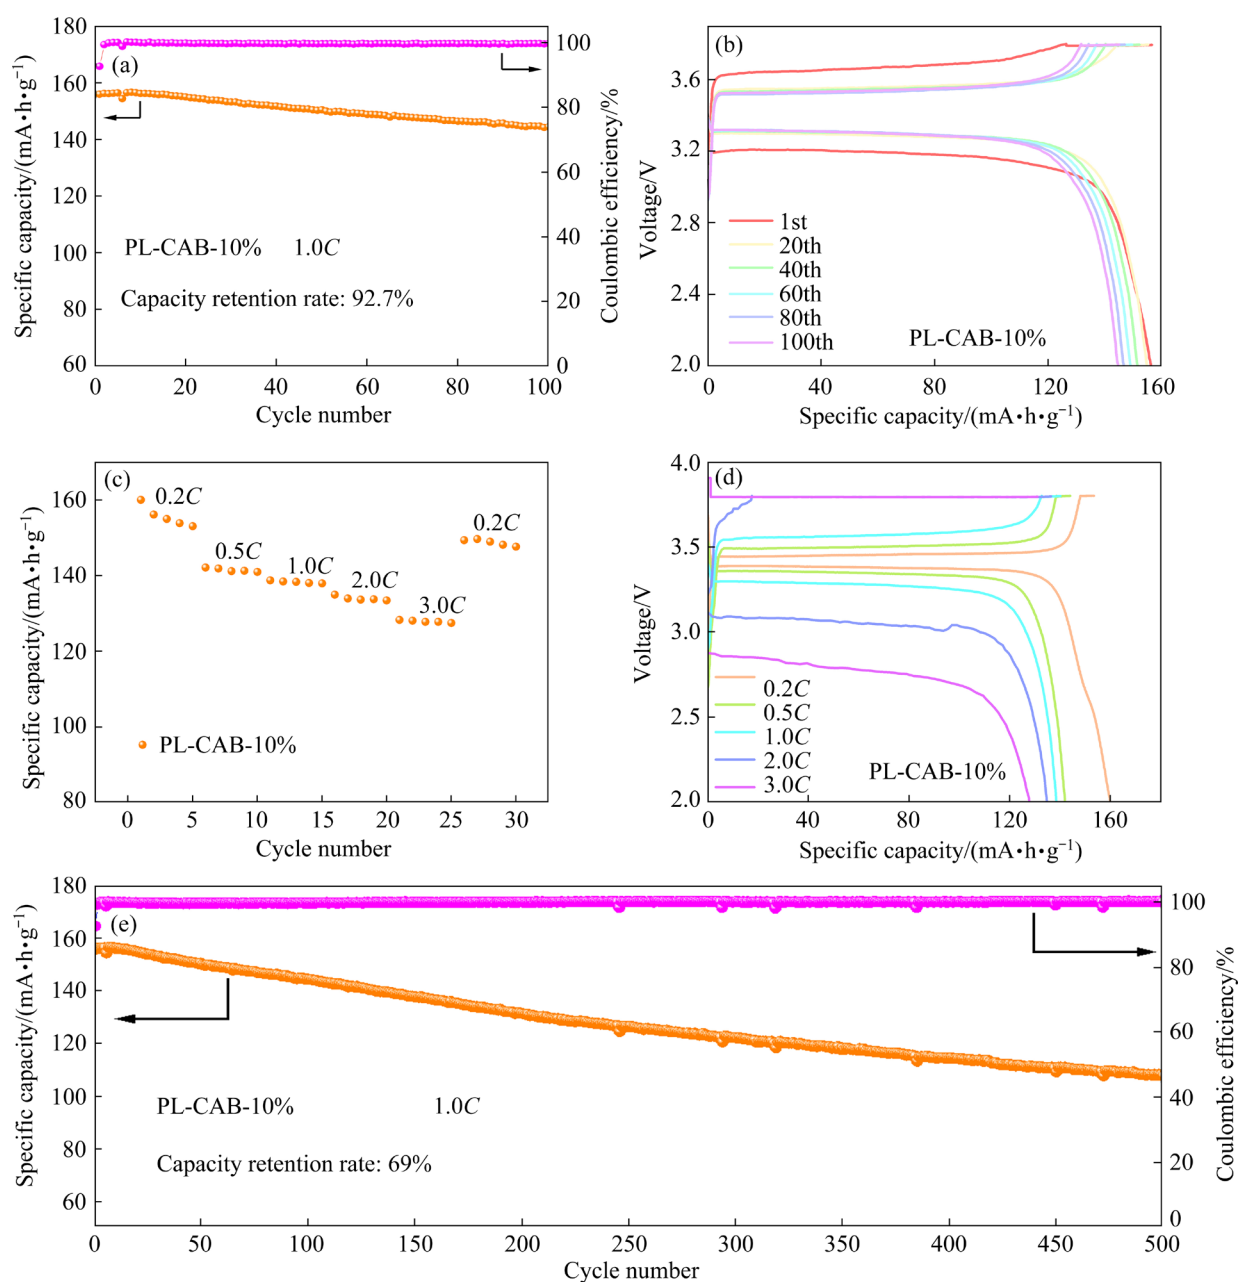 (a)
180
160
140
120
100
80
60
0
20
40
60
80
100
100
80
60
40
20
0
Specific capacity/(mA•h•g⁻¹)
Coulombic efficiency/%
Cycle number
PL-CAB-10% 1.0C
Capacity retention rate: 92.7%
(b)
3.6
3.2
2.8
2.4
2.0
0
40
80
120
160
Voltage/V
Specific capacity/(mA•h•g⁻¹)
1st
20th
40th
60th
80th
100th
PL-CAB-10%
(c)
160
140
120
100
80
0
5
10
15
20
25
30
Specific capacity/(mA•h•g⁻¹)
Cycle number
0.2C
0.5C
1.0C
2.0C
3.0C
0.2C
PL-CAB-10%
(d)
4.0
3.5
3.0
2.5
2.0
0
40
80
120
160
Voltage/V
Specific capacity/(mA•h•g⁻¹)
0.2C
0.5C
1.0C
2.0C
3.0C
PL-CAB-10%
(e)
180
160
140
120
100
80
60
0
50
100
150
200
250
300
350
400
450
500
100
80
60
40
20
0
Specific capacity/(mA•h•g⁻¹)
Coulombic efficiency/%
Cycle number
PL-CAB-10% 1.0C
Capacity retention rate: 69%